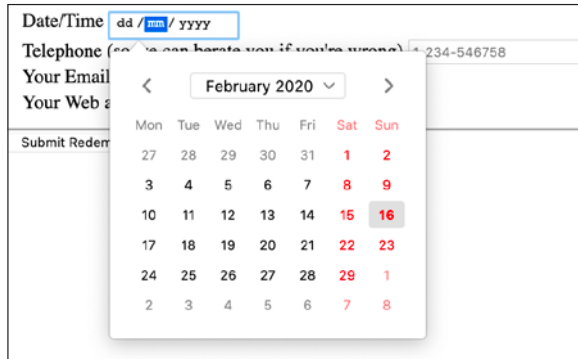 Date/Time dd / mm / yyyy
Telephone (so we can berate you if you're wrong) 1-234-546758
Your Email
Your Web a
Submit Redem
February 2020
Mon Tue Wed Thu Fri Sat Sun
27 28 29 30 31 1 2
3 4 5 6 7 8 9
10 11 12 13 14 15 16
17 18 19 20 21 22 23
24 25 26 27 28 29 1
2 3 4 5 6 7 8